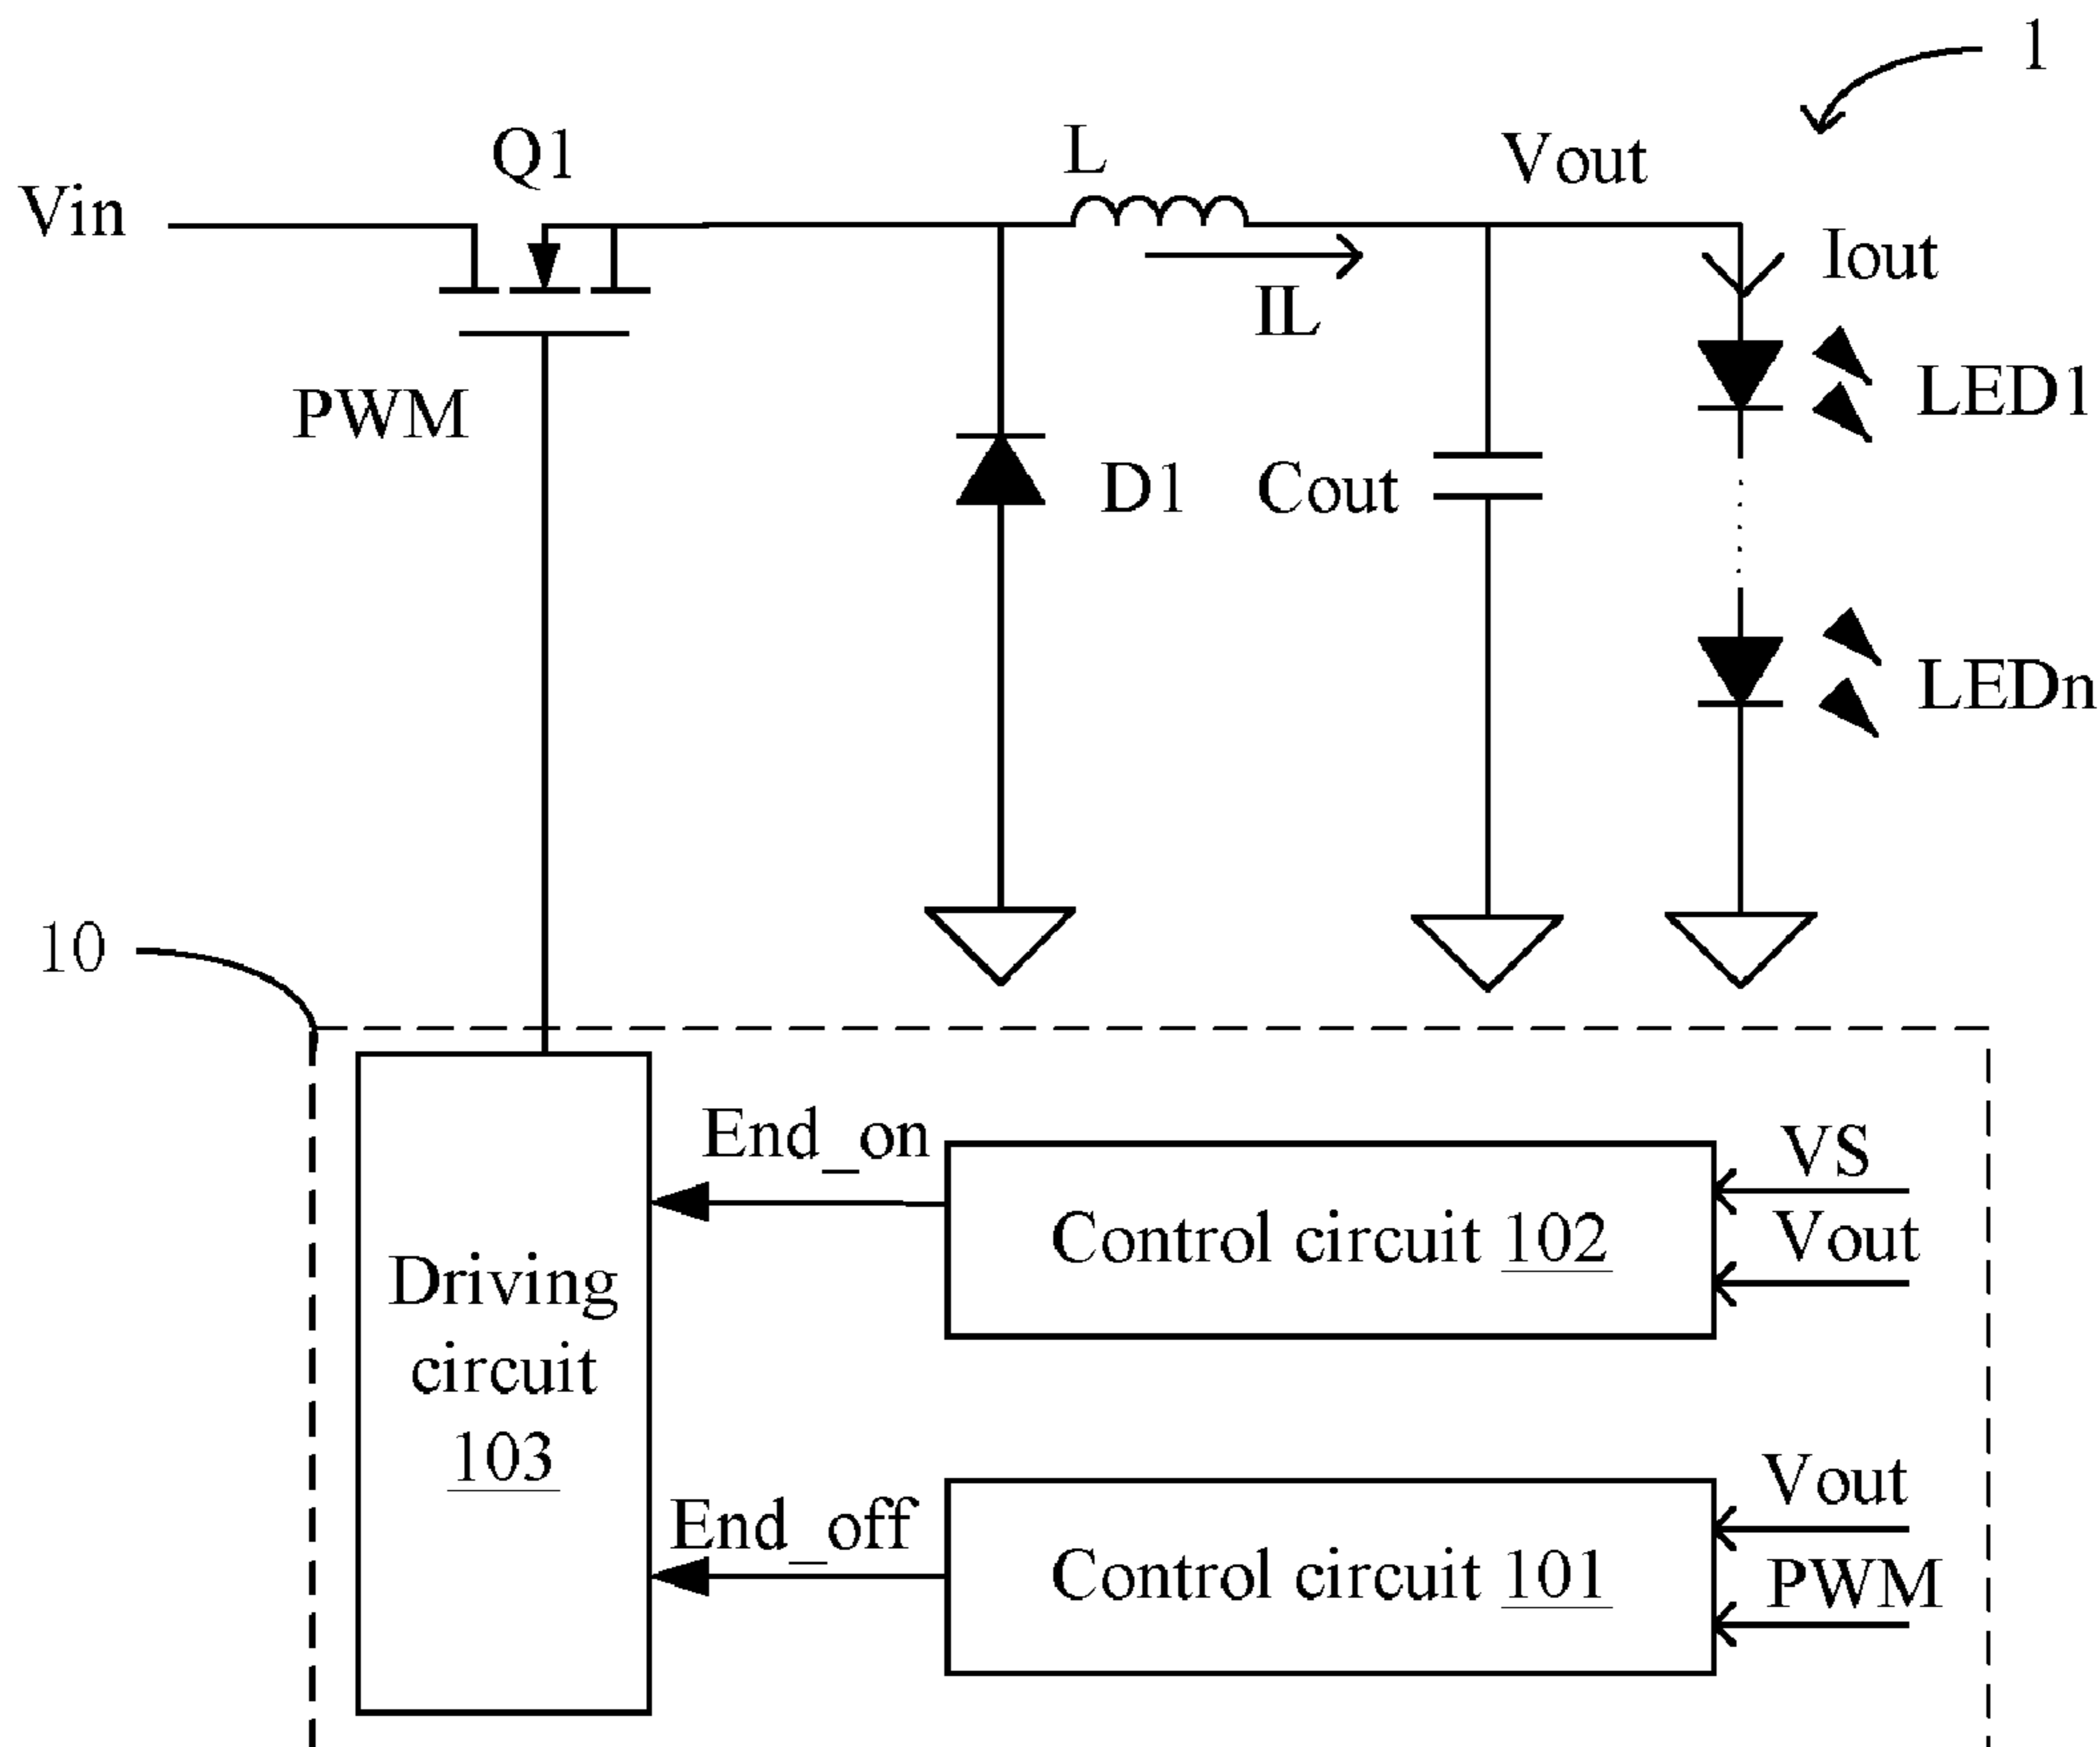 1
Q1
L
Vout
Vin
Iout
IL
LED1
PWM
D1
Cout
LEDn
10
End_on
VS
Control circuit 102
Vout
Driving
circuit
103
Vout
End_off
Control circuit 101
PWM